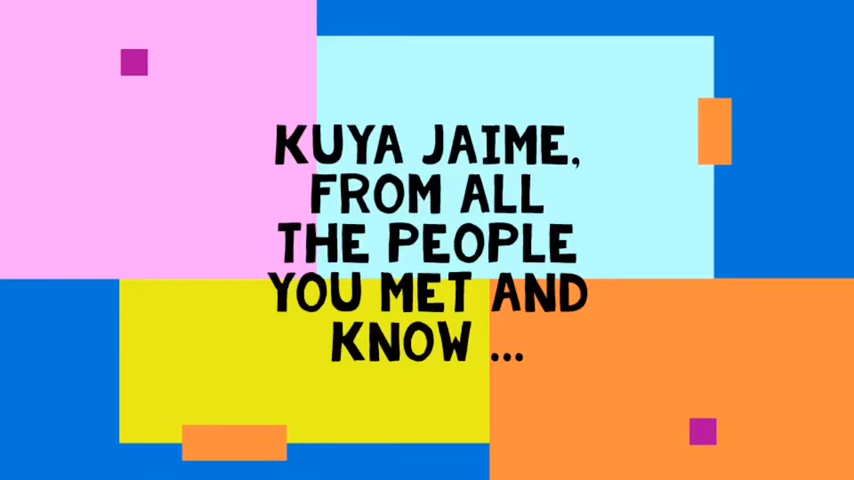 KUYA JAIME,
FROM ALL
THE PEOPLE
YOU MET AND
KNOW ...